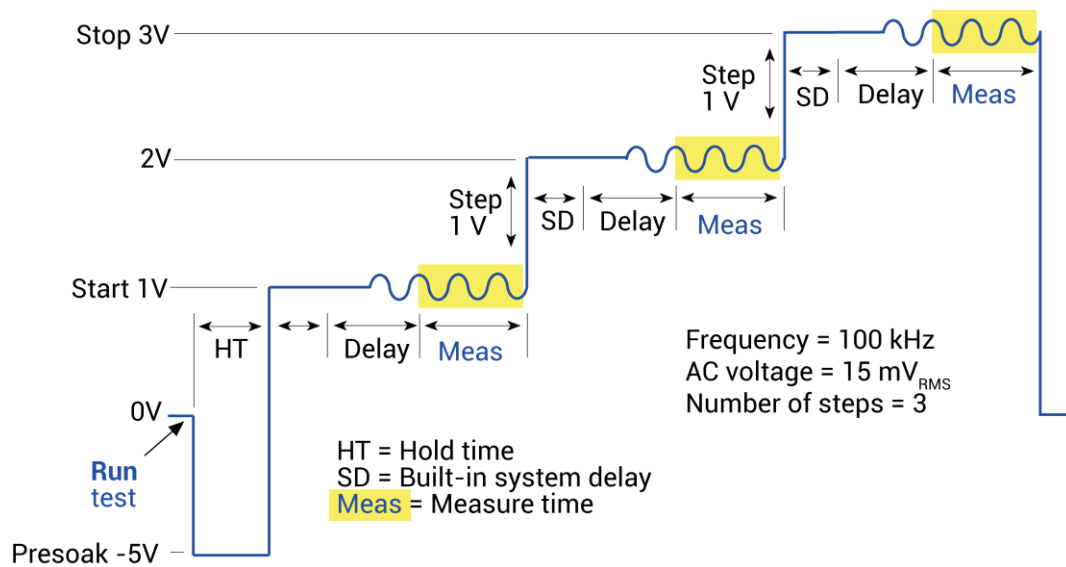 Stop 3V
Step
1 V
SD
Delay
Meas
2V
Step
1 V
SD
Delay
Meas
Start 1V
HT
Delay
Meas
Frequency = 100 kHz
AC voltage = 15 mVRMS
Number of steps = 3
0V
Run
test
HT = Hold time
SD = Built-in system delay
Meas = Measure time
Presoak -5V